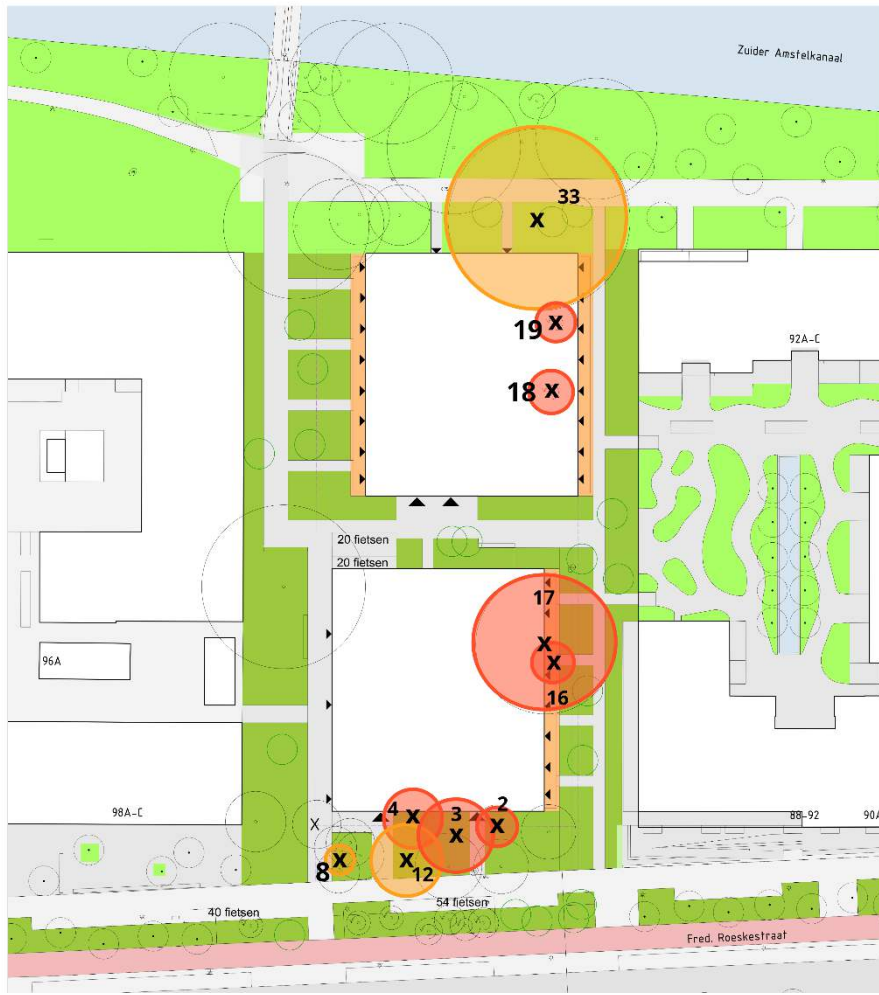 Zuider Amstelkanaal
33
X
19 X
92A-C
18 X
20 fietsen
20 fietsen
17
X
X
96A
16
4 X
3
2
X
X
X
98A-C
88-92
90A
8 X
X
12
40 fietsen
54 fietsen
Fred. Roeskestraat